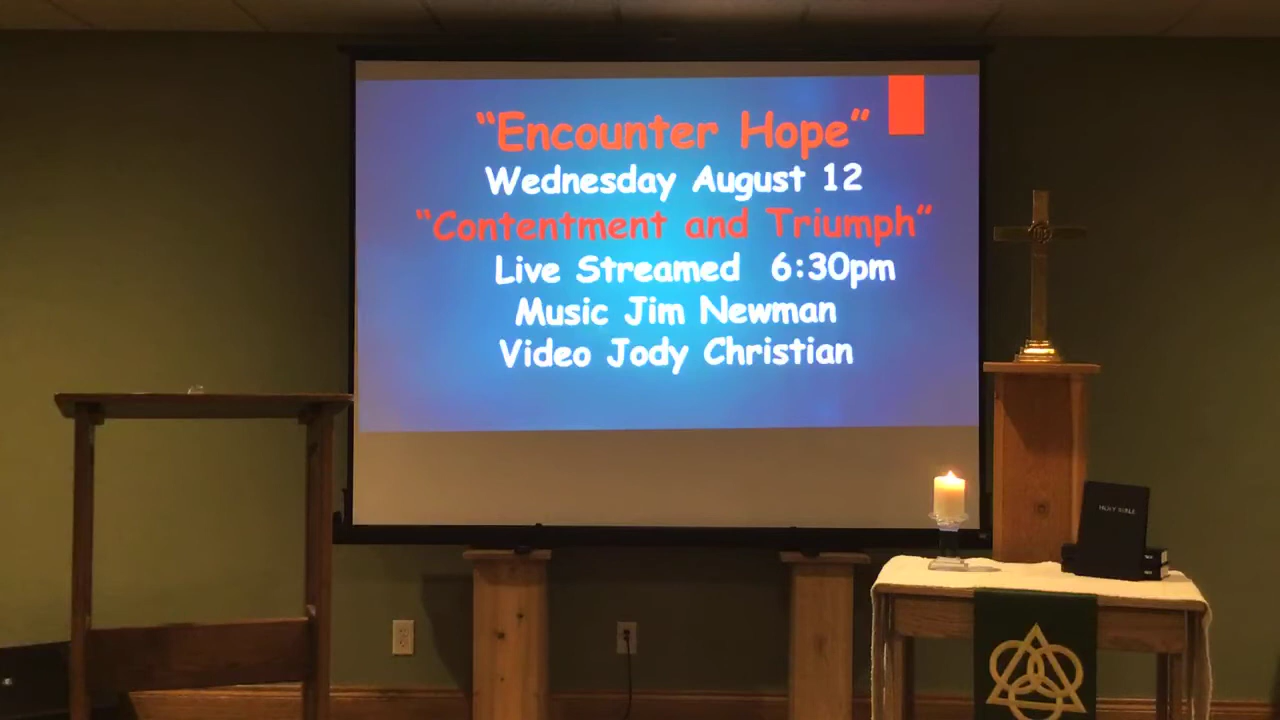 “Encounter Hope”
Wednesday August 12
“Contentment and Triumph”
Live Streamed 6:30pm
Music Jim Newman
Video Jody Christian
HOLY BIBLE